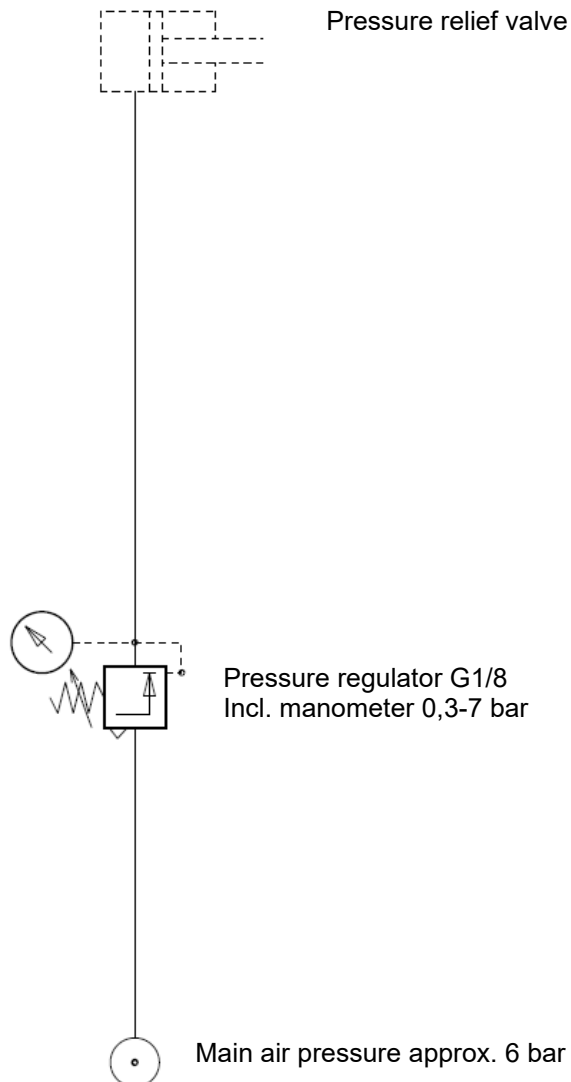 Pressure relief valve
Pressure regulator G1/8
Incl. manometer 0,3-7 bar
Main air pressure approx. 6 bar